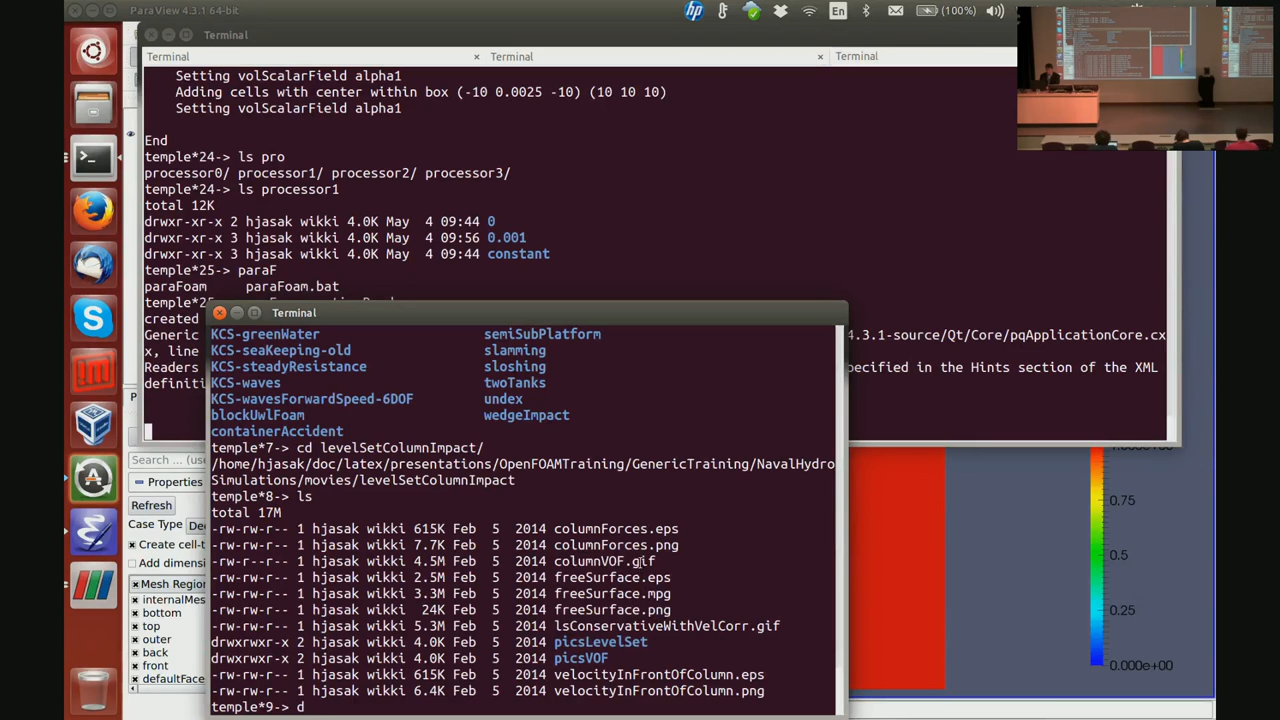 ParaView 4.3.1 64-bit
En
(100%)
Terminal
Terminal
Terminal
Terminal
Setting volScalarField alpha1
Adding cells with center within box (-10 0.0025 -10) (10 10 10)
Setting volScalarField alpha1
End
temple*24-> ls pro
processor0/ processor1/ processor2/ processor3/
temple*24-> ls processor1
total 12K
drwxr-xr-x 2 hjasak wikki 4.0K May  4 09:44 0
drwxr-xr-x 3 hjasak wikki 4.0K May  4 09:56 0.001
drwxr-xr-x 3 hjasak wikki 4.0K May  4 09:44 constant
temple*25-> paraF
paraFoam     paraFoam.bat
temple*25
created
Generic
4.3.1-source/Qt/Core/pqApplicationCore.cx
x, line
Readers
pecified in the Hints section of the XML
definiti
Terminal
KCS-greenWater semiSubPlatform
KCS-seaKeeping-old slamming
KCS-steadyResistance sloshing
KCS-waves twoTanks
KCS-wavesForwardSpeed-6DOF undex
blockUwlFoam wedgeImpact
containerAccident
temple*7-> cd levelSetColumnImpact/
/home/hjasak/doc/latex/presentations/OpenFOAMTraining/GenericTraining/NavalHydro
Simulations/movies/levelSetColumnImpact
temple*8-> ls
total 17M
-rw-rw-r-- 1 hjasak wikki 615K Feb  5  2014 columnForces.eps
-rw-rw-r-- 1 hjasak wikki 7.7K Feb  5  2014 columnForces.png
-rw-r--r-- 1 hjasak wikki 4.5M Feb  5  2014 columnVOF.gif
-rw-rw-r-- 1 hjasak wikki 2.5M Feb  5  2014 freeSurface.eps
-rw-rw-r-- 1 hjasak wikki 3.3M Feb  5  2014 freeSurface.mpg
-rw-rw-r-- 1 hjasak wikki  24K Feb  5  2014 freeSurface.png
-rw-rw-r-- 1 hjasak wikki 5.3M Feb  5  2014 lsConservativeWithVelCorr.gif
drwxrwxr-x 2 hjasak wikki 4.0K Feb  5  2014 picsLevelSet
drwxrwxr-x 2 hjasak wikki 4.0K Feb  5  2014 picsVOF
-rw-rw-r-- 1 hjasak wikki 615K Feb  5  2014 velocityInFrontOfColumn.eps
-rw-rw-r-- 1 hjasak wikki 6.4K Feb  5  2014 velocityInFrontOfColumn.png
temple*9-> d
Search ... (use
Properties
Refresh
Case Type Dec
Create cell-t
Add dimensi
Mesh Region
internalMes
bottom
top
outer
back
front
defaultFace
0.75
0.5
0.25
0.000e+00